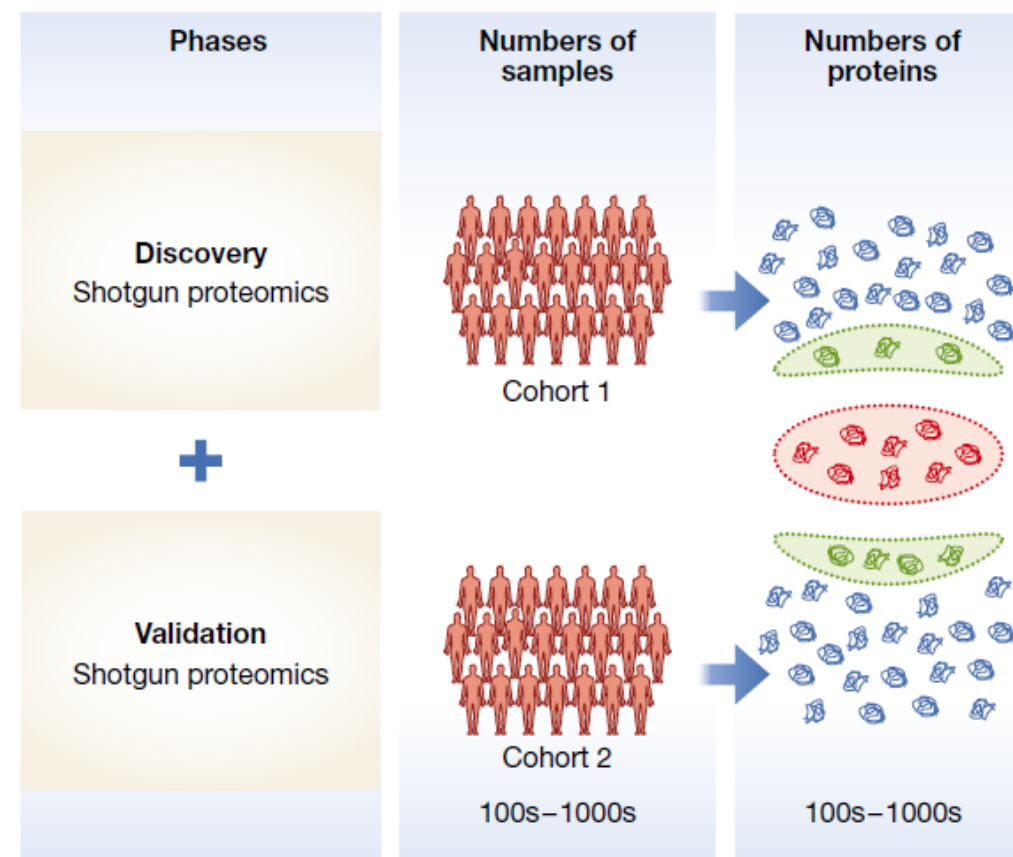 Phases
Numbers of
samples
Numbers of
proteins
Discovery
Shotgun proteomics
Cohort 1
Validation
Shotgun proteomics
Cohort 2
100s–1000s
100s–1000s